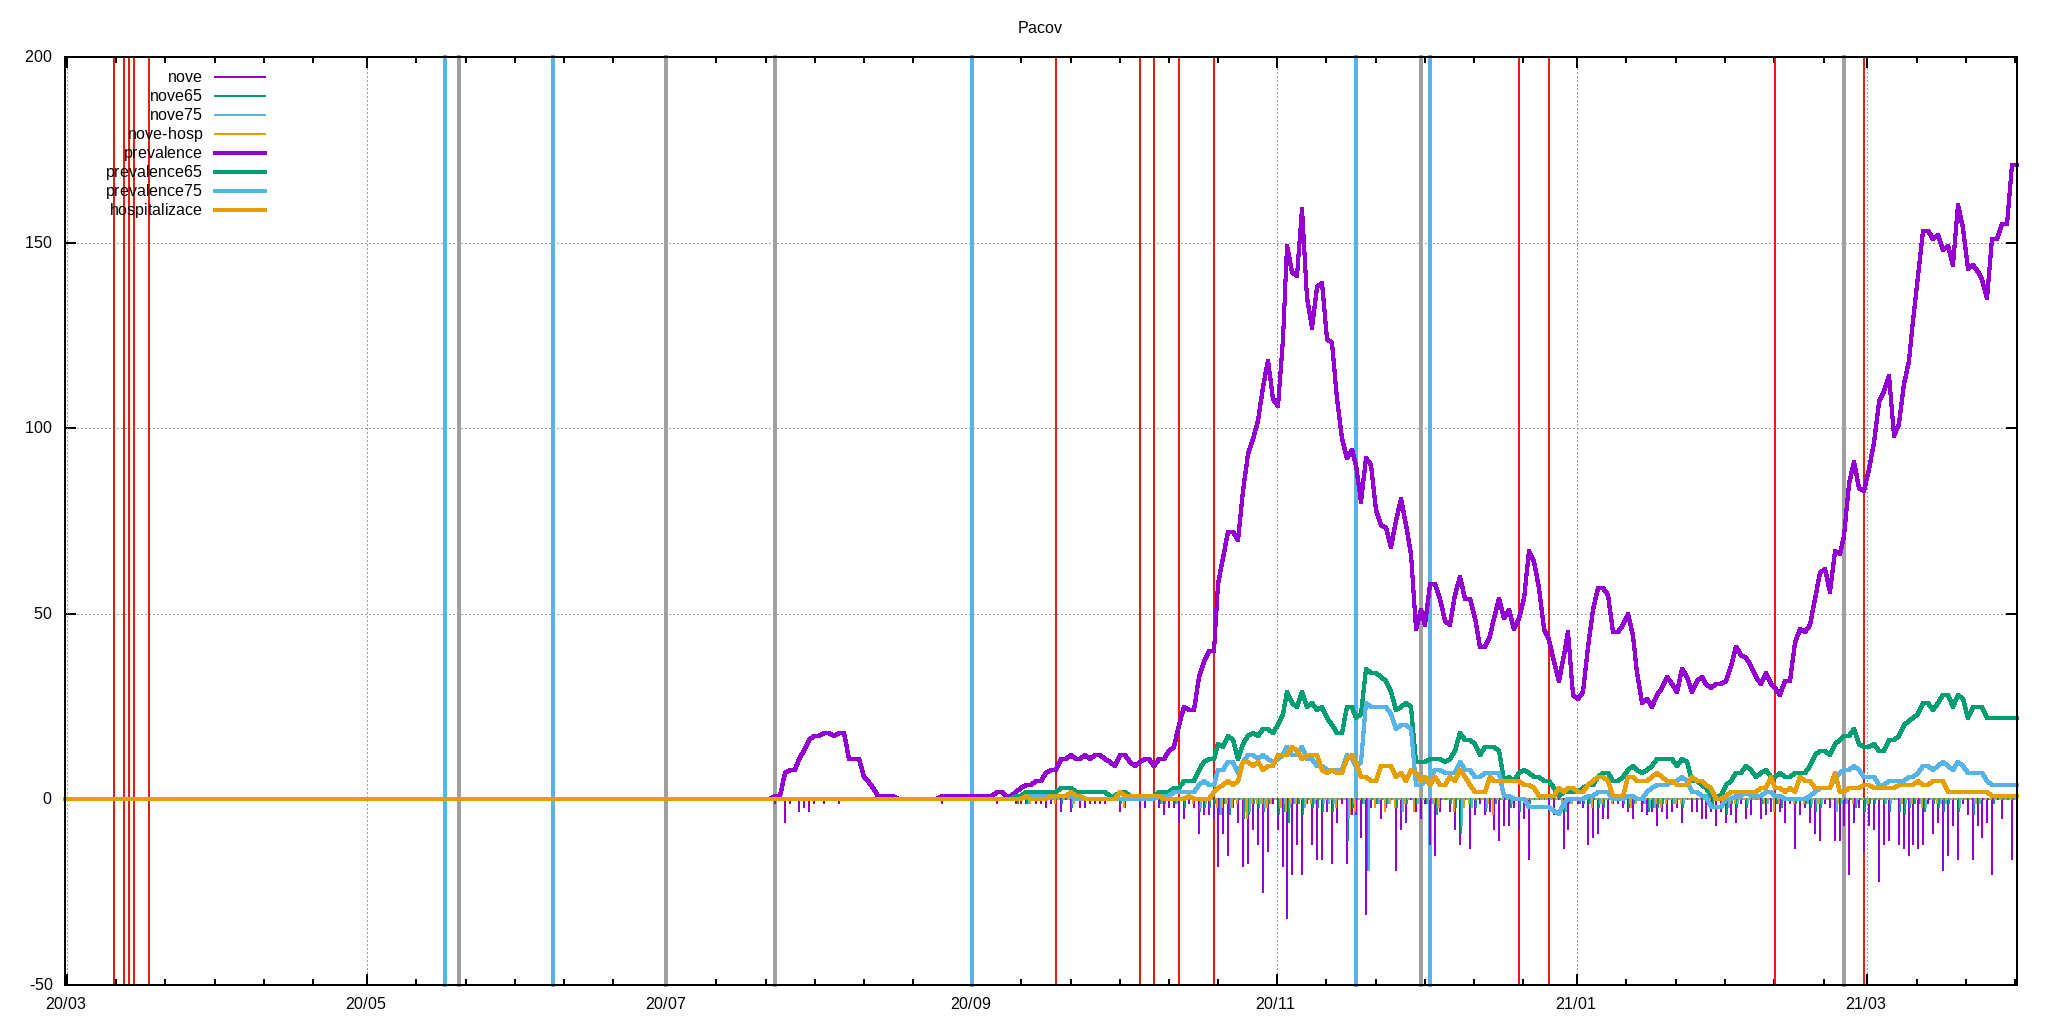 Pacov
200
150
100
50
0
-50
nove
nove65
nove75
nove-hosp
prevalence
prevalence65
prevalence75
hospitalizace
20/03 20/05 20/07 20/09 20/11 21/01 21/03